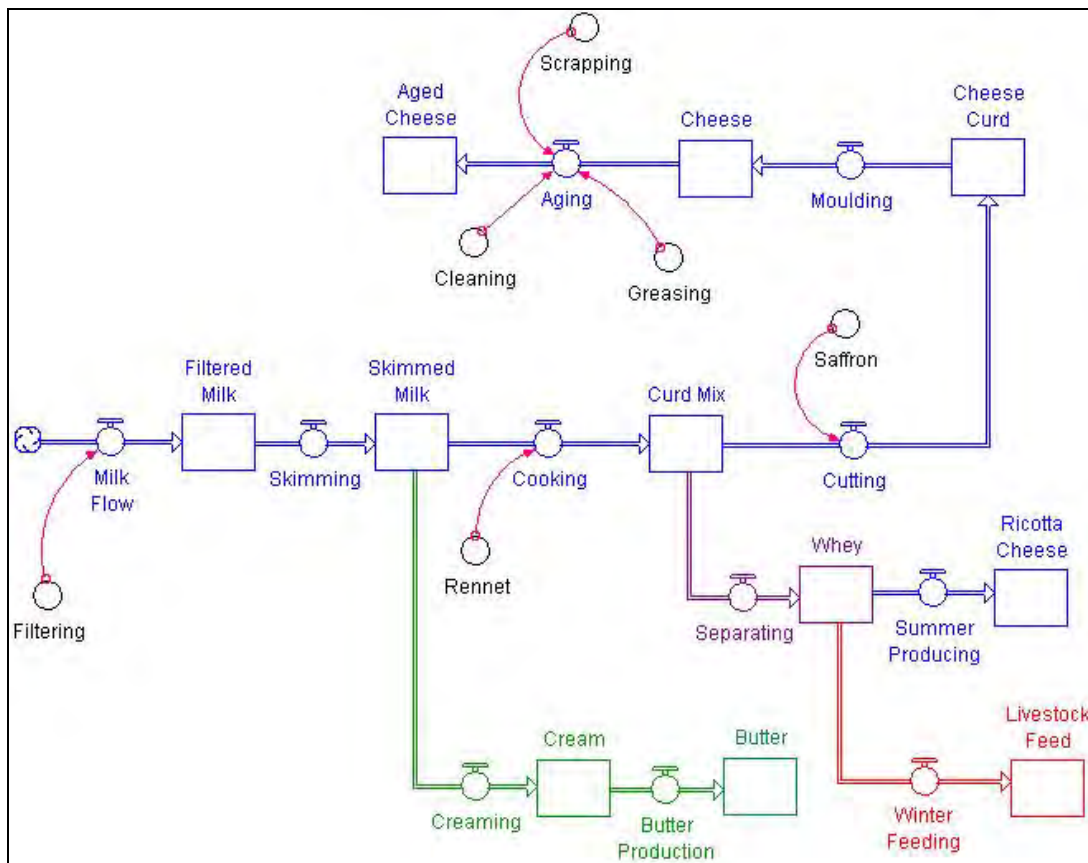 Scrapping
Aged
Cheese
Cheese
Cheese
Curd
Aging
Moulding
Cleaning
Greasing
Saffron
Filtered
Milk
Skimmed
Milk
Curd Mix
Milk
Flow
Skimming
Cooking
Cutting
Rennet
Filtering
Whey
Ricotta
Cheese
Separating
Summer
Producing
Cream
Butter
Livestock
Feed
Creaming
Butter
Production
Winter
Feeding